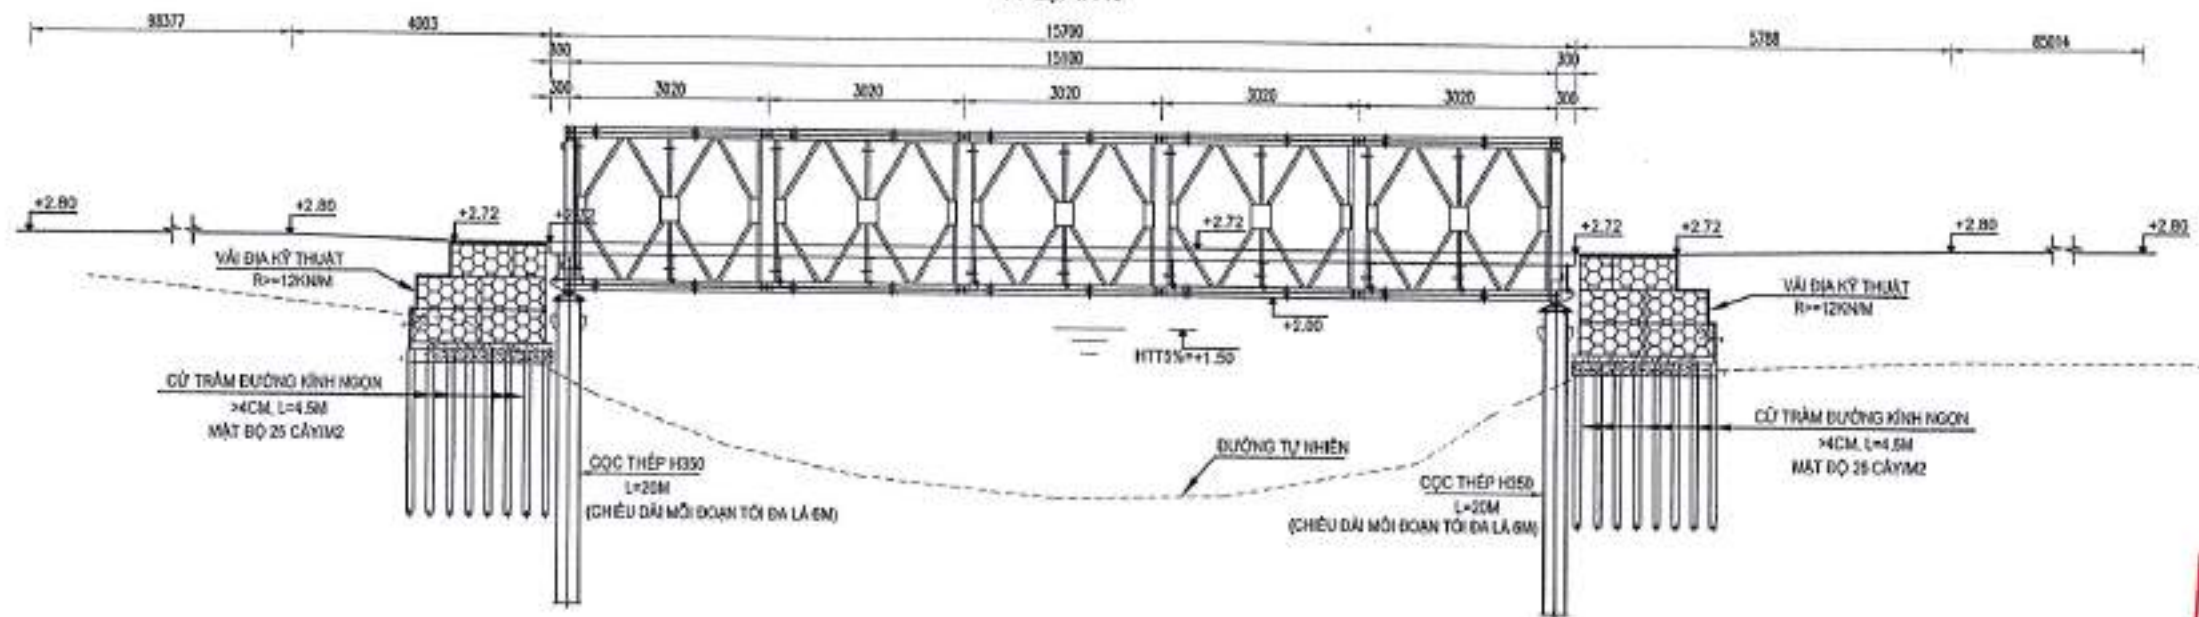 98377 4003 15700 5788 85014
300 15100 300
300 3020 3020 3020 3020 3020 300
+2.80 +2.80 +2.72 +2.72 +2.72 +2.72 +2.80 +2.80
VẢI ĐỊA KỸ THUẬT
R>=12KN/M
VẢI ĐỊA KỸ THUẬT
R>=12KN/M
+2.00
HTT5%=+1.50
CỪ TRÀM ĐƯỜNG KÍNH NGỌN
>4CM, L=4.5M
MẬT ĐỘ 25 CÂY/M2
CỪ TRÀM ĐƯỜNG KÍNH NGỌN
>4CM, L=4.5M
MẬT ĐỘ 25 CÂY/M2
ĐƯỜNG TỰ NHIÊN
CỌC THÉP H350
L=20M
(CHIỀU DÀI MỖI ĐOẠN TỐI ĐA LÀ 6M)
CỌC THÉP H350
L=20M
(CHIỀU DÀI MỖI ĐOẠN TỐI ĐA LÀ 6M)